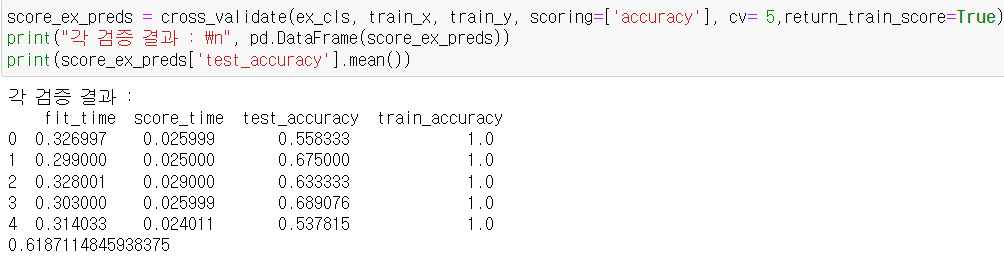 score_ex_preds = cross_validate(ex_cls, train_x, train_y, scoring=['accuracy'], cv= 5,return_train_score=True)
print("각 검증 결과 : ₩n", pd.DataFrame(score_ex_preds))
print(score_ex_preds['test_accuracy'].mean())
각 검증 결과 :
fit_time score_time test_accuracy train_accuracy
0 0.326997 0.025999 0.558333 1.0
1 0.299000 0.025000 0.675000 1.0
2 0.328001 0.029000 0.633333 1.0
3 0.303000 0.025999 0.689076 1.0
4 0.314033 0.024011 0.537815 1.0
0.6187114845938375